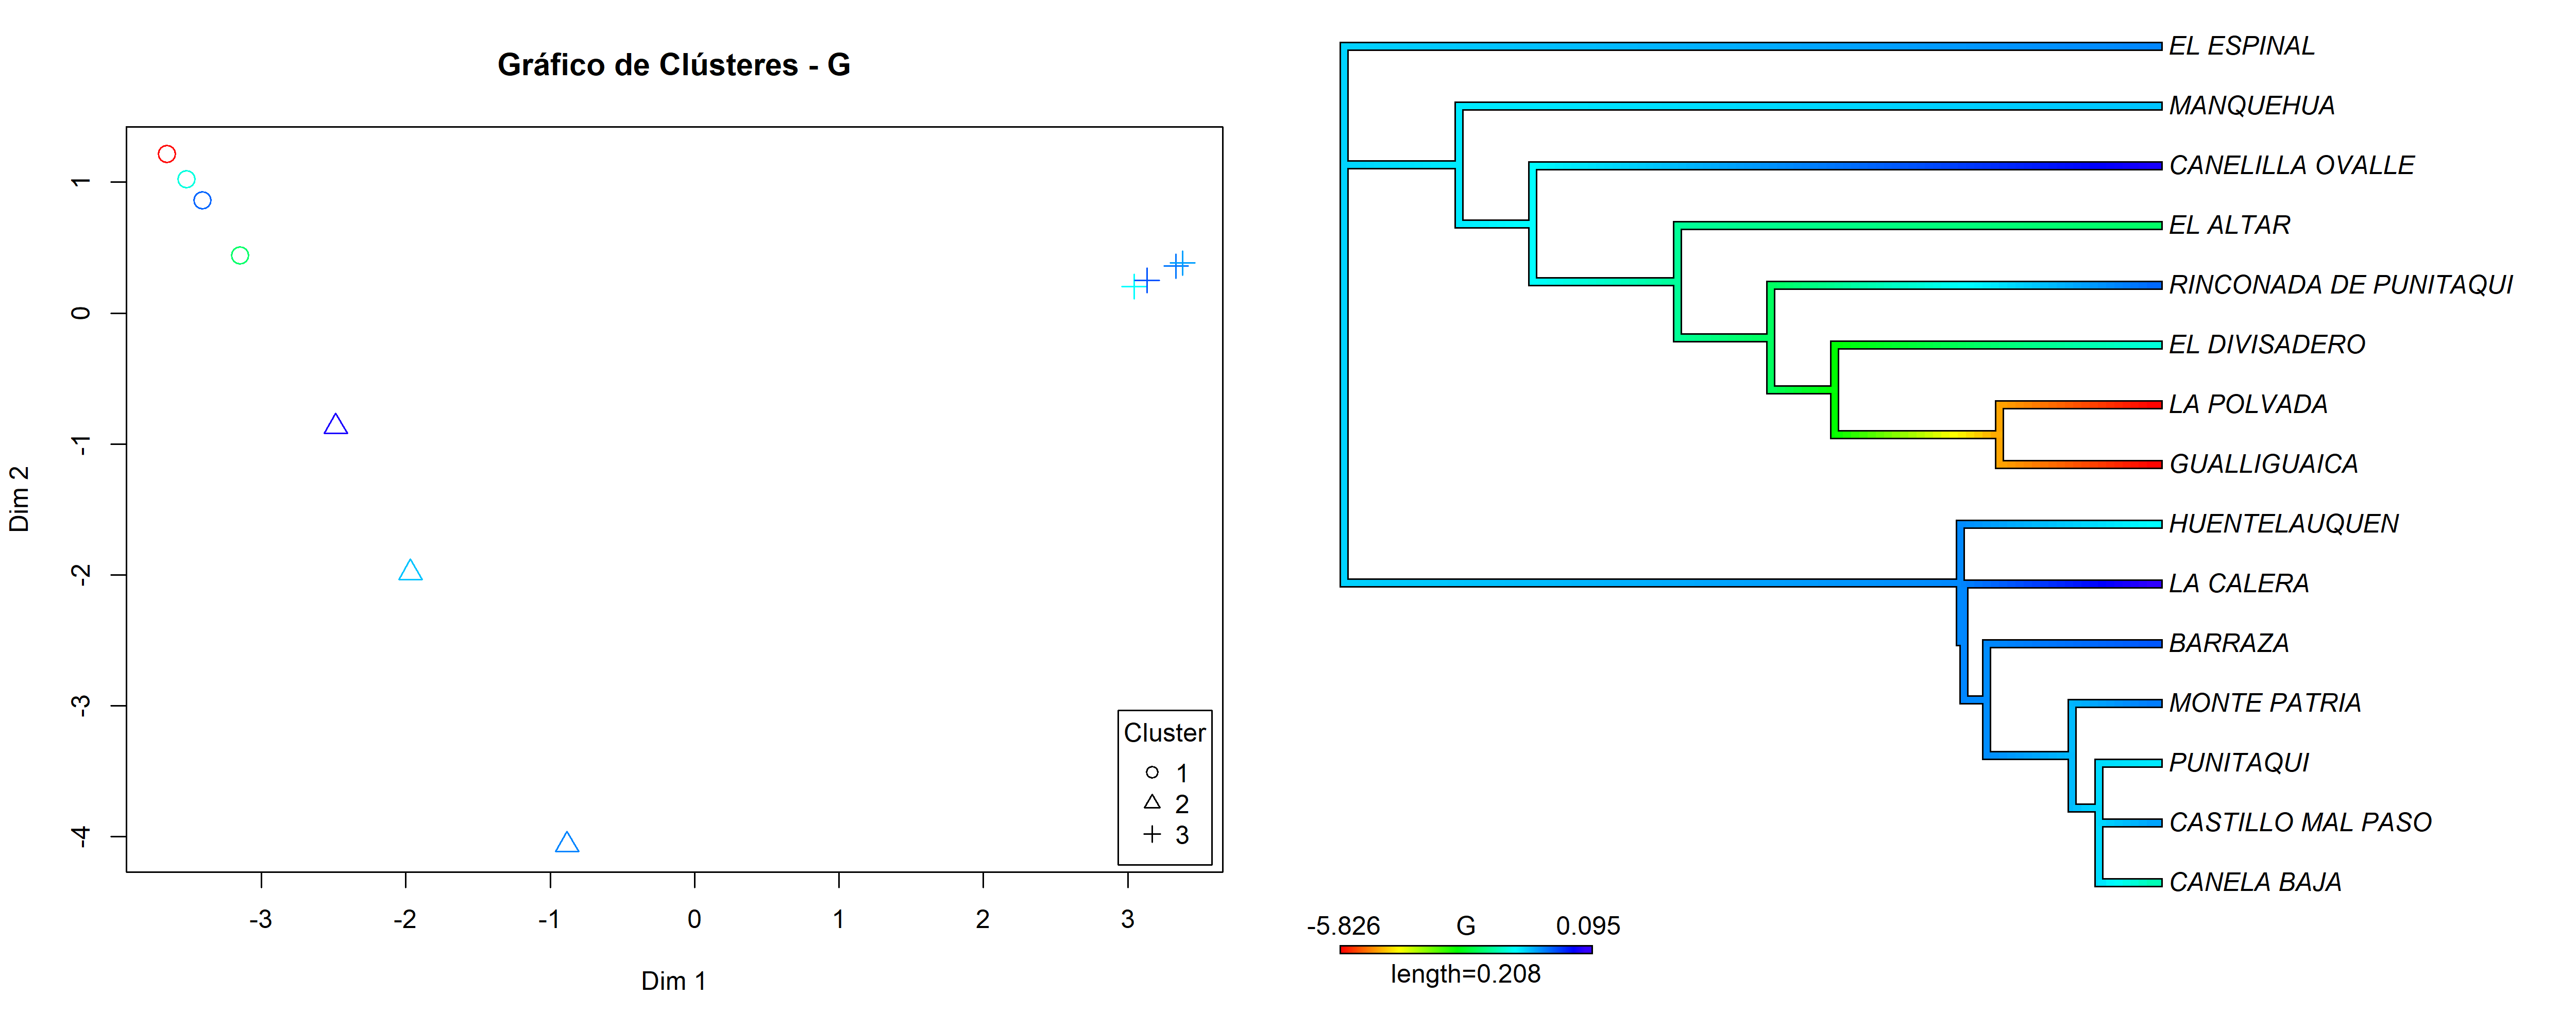 Gráfico de Clústeres - G
1
0
-1
-2
-3
-4
Dim 2
-3
-2
-1
0
1
2
3
Dim 1
Cluster
1
2
3
EL ESPINAL
MANQUEHUA
CANELILLA OVALLE
EL ALTAR
RINCONADA DE PUNITAQUI
EL DIVISADERO
LA POLVADA
GUALLIGUAICA
HUENTELAUQUEN
LA CALERA
BARRAZA
MONTE PATRIA
PUNITAQUI
CASTILLO MAL PASO
CANELA BAJA
-5.826 G 0.095
length=0.208